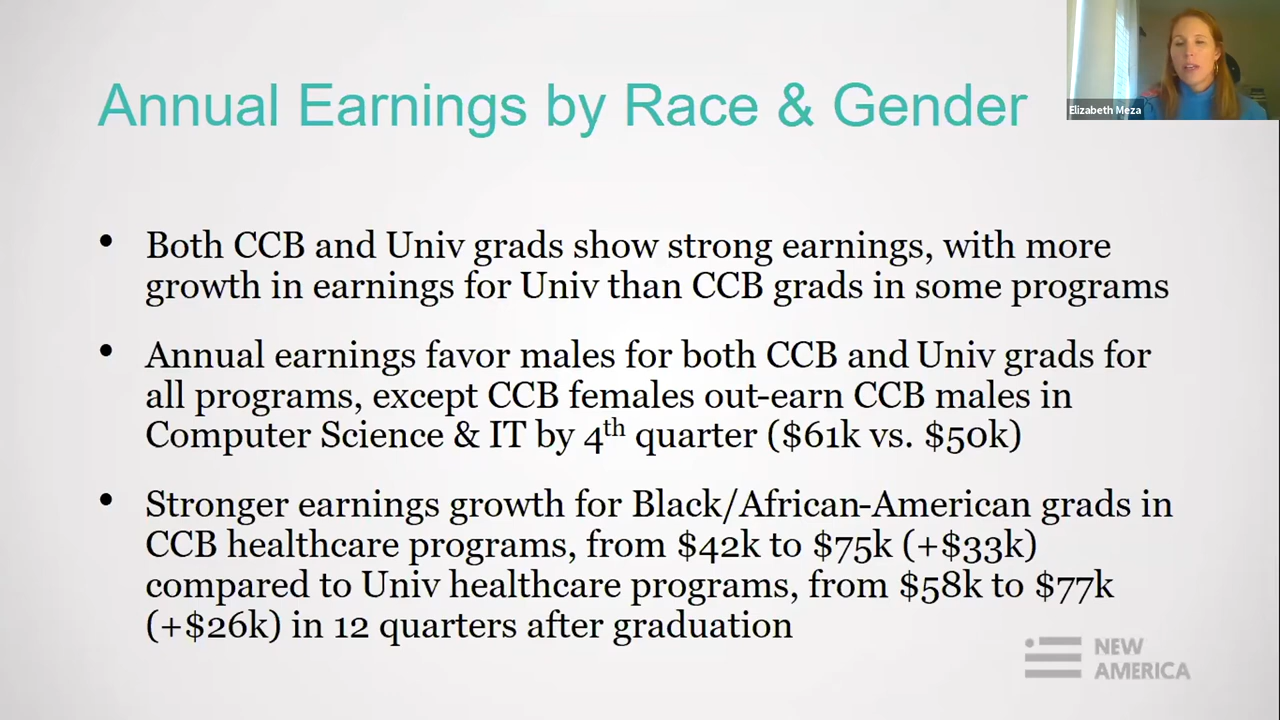 Annual Earnings by Race & Gender
Elizabeth Meza
• Both CCB and Univ grads show strong earnings, with more
growth in earnings for Univ than CCB grads in some programs
• Annual earnings favor males for both CCB and Univ grads for
all programs, except CCB females out-earn CCB males in
Computer Science & IT by 4th quarter ($61k vs. $50k)
• Stronger earnings growth for Black/African-American grads in
CCB healthcare programs, from $42k to $75k (+$33k)
compared to Univ healthcare programs, from $58k to $77k
(+$26k) in 12 quarters after graduation
NEW
AMERICA